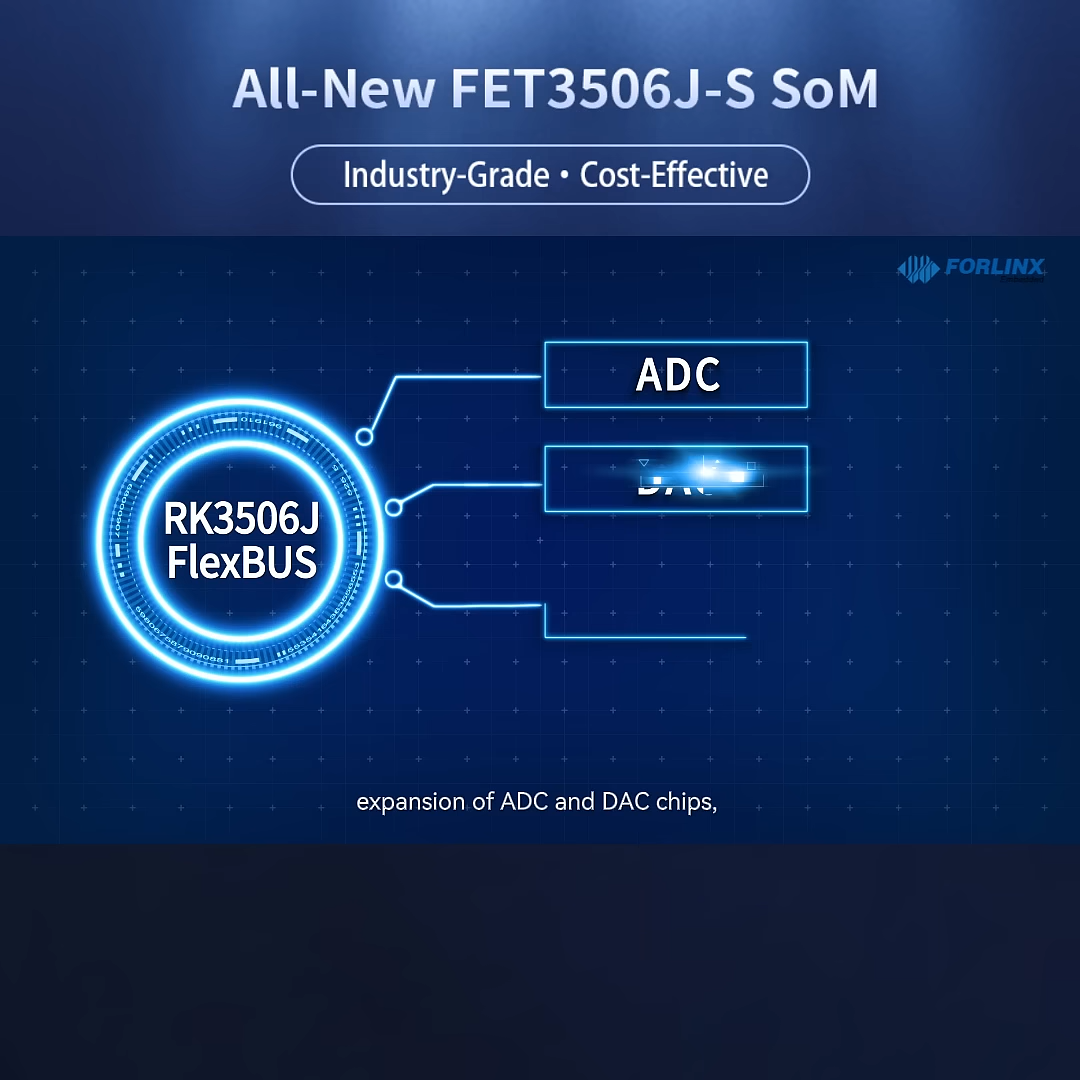 All-New FET3506J-S SoM
Industry-Grade • Cost-Effective
FORLINX
ADC
RK3506J
FlexBUS
expansion of ADC and DAC chips,